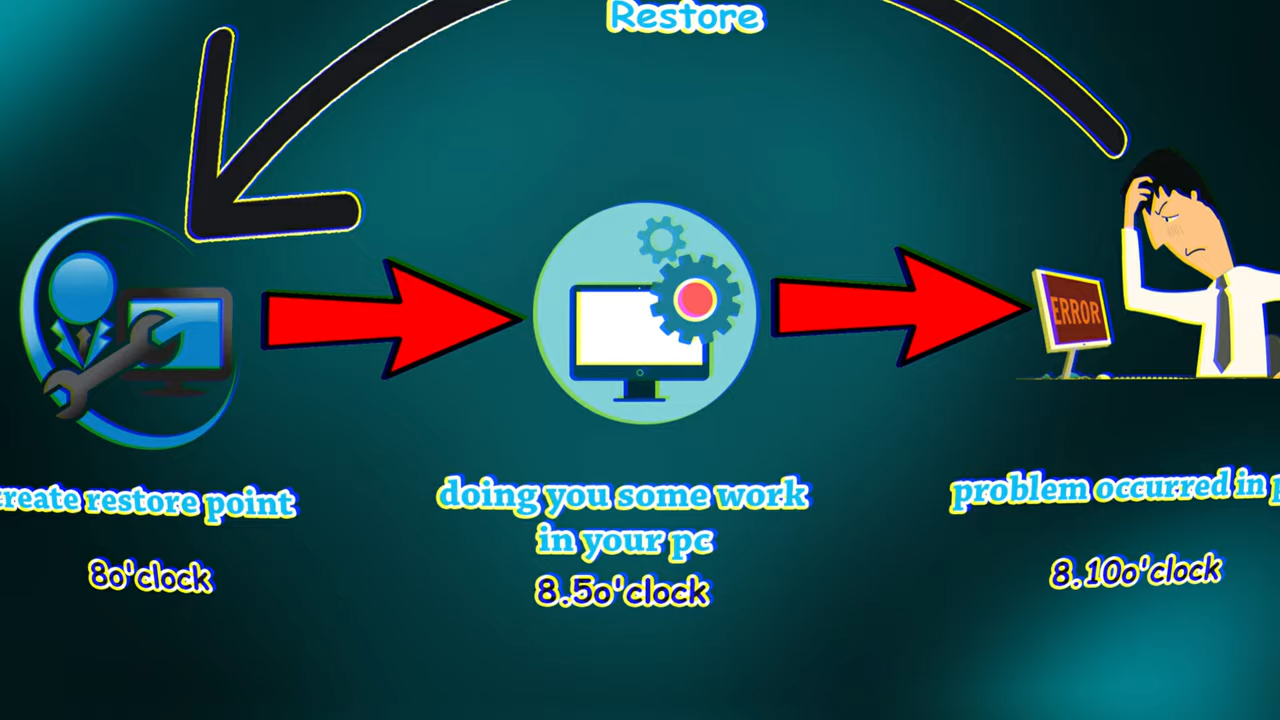 Restore
ERROR
create restore point
8o'clock
doing you some work
in your pc
8.5o'clock
problem occurred in
8.10o'clock